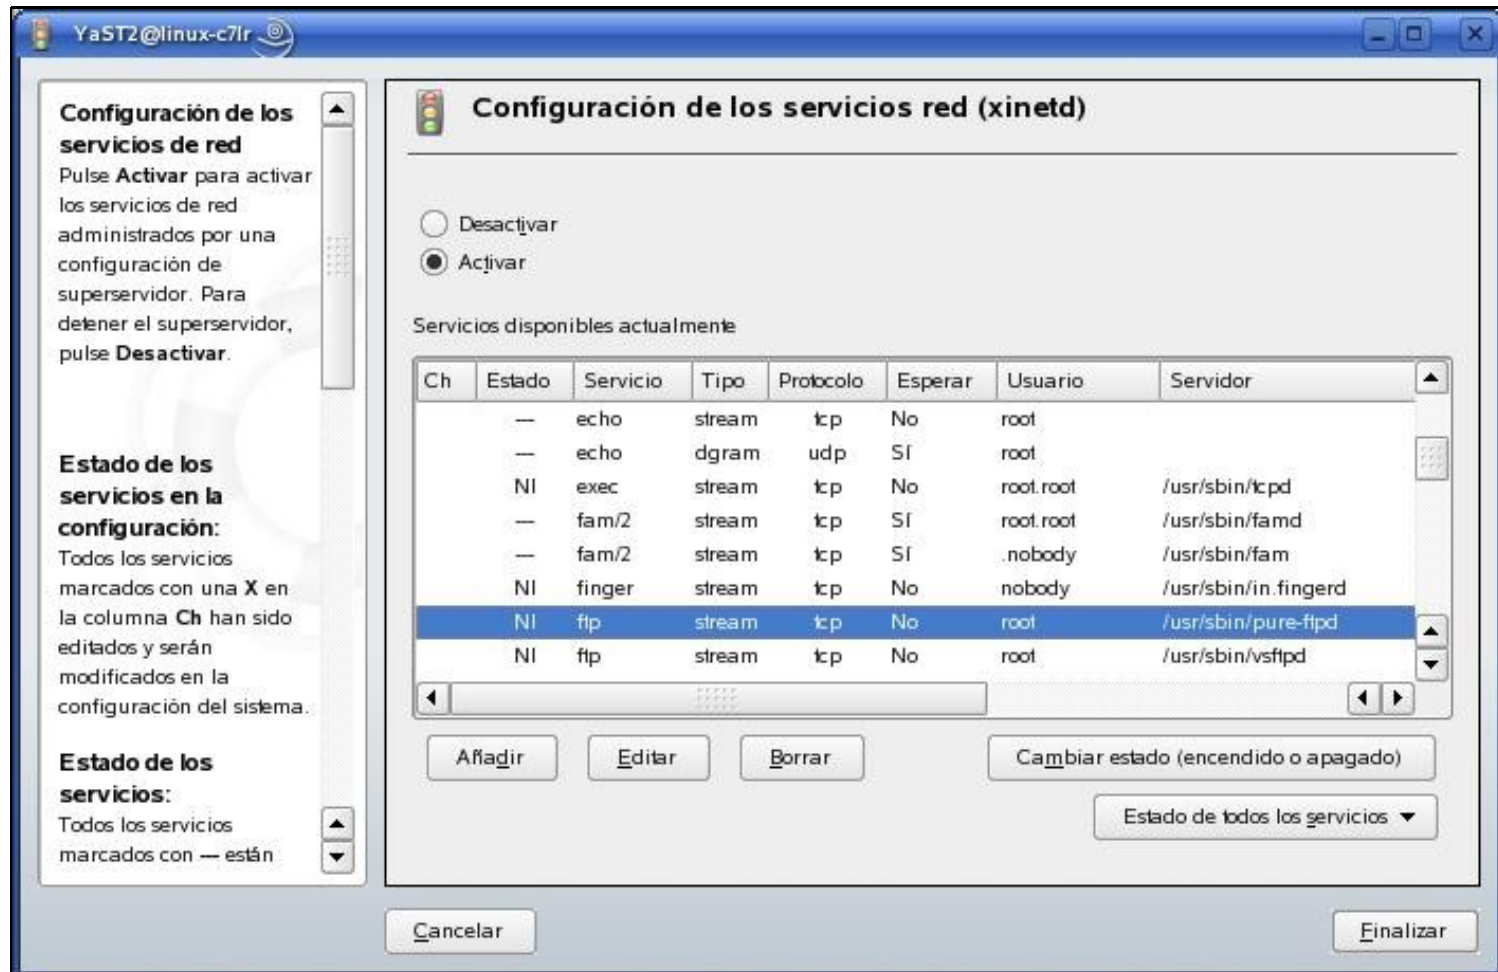 YaST2@linux-c7lr
Configuración de los
servicios de red
Pulse Activar para activar
los servicios de red
administrados por una
configuración de
superservidor. Para
detener el superservidor,
pulse Desactivar.
Estado de los
servicios en la
configuración:
Todos los servicios
marcados con una X en
la columna Ch han sido
editados y serán
modificados en la
configuración del sistema.
Estado de los
servicios:
Todos los servicios
marcados con --- están
Configuración de los servicios red (xinetd)
Desactivar
Activar
Servicios disponibles actualmente
Ch Estado Servicio Tipo Protocolo Esperar Usuario Servidor
--- echo stream tcp No root
--- echo dgram udp Sí root
NI exec stream tcp No root.root /usr/sbin/tcpd
--- fam/2 stream tcp Sí root.root /usr/sbin/famd
--- fam/2 stream tcp Sí .nobody /usr/sbin/fam
NI finger stream tcp No nobody /usr/sbin/in.fingerd
NI ftp stream tcp No root /usr/sbin/pure-ftpd
NI ftp stream tcp No root /usr/sbin/vsftpd
Añadir Editar Borrar Cambiar estado (encendido o apagado)
Estado de todos los servicios
Cancelar Finalizar